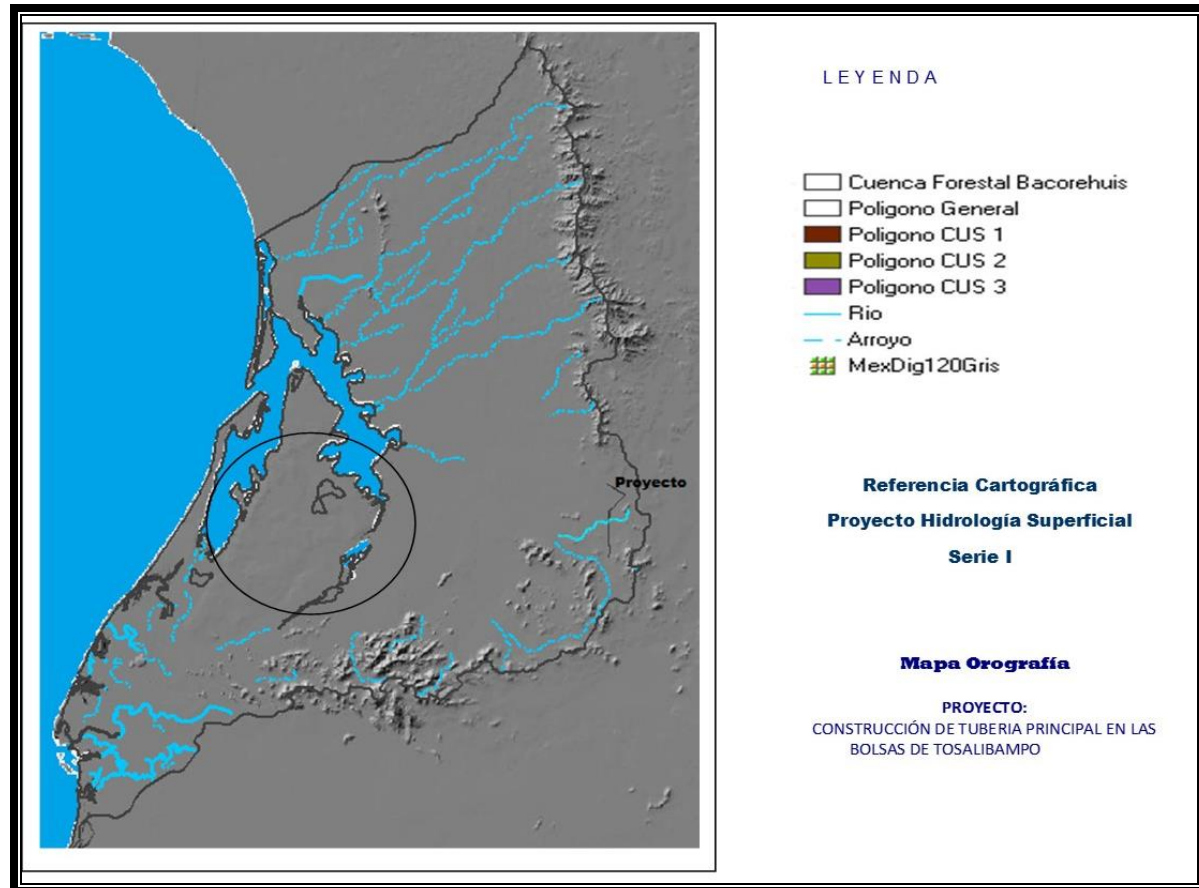 Proyecto
L E Y E N D A
Cuenca Forestal Bacorehuis
Poligono General
Poligono CUS 1
Poligono CUS 2
Poligono CUS 3
Rio
Arroyo
MexDig120Gris
Referencia Cartográfica
Proyecto Hidrología Superficial
Serie I
Mapa Orografía
PROYECTO:
CONSTRUCCIÓN DE TUBERIA PRINCIPAL EN LAS
BOLSAS DE TOSALIBAMPO